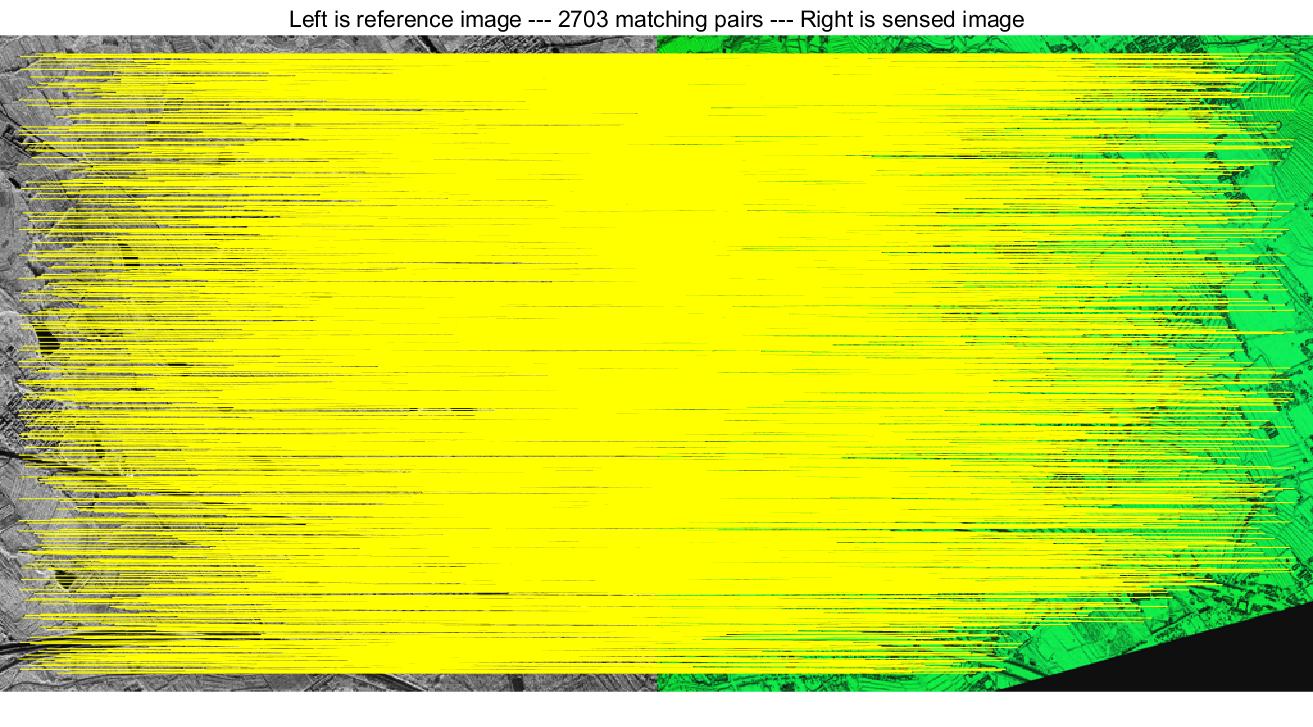 Left is reference image --- 2703 matching pairs --- Right is sensed image